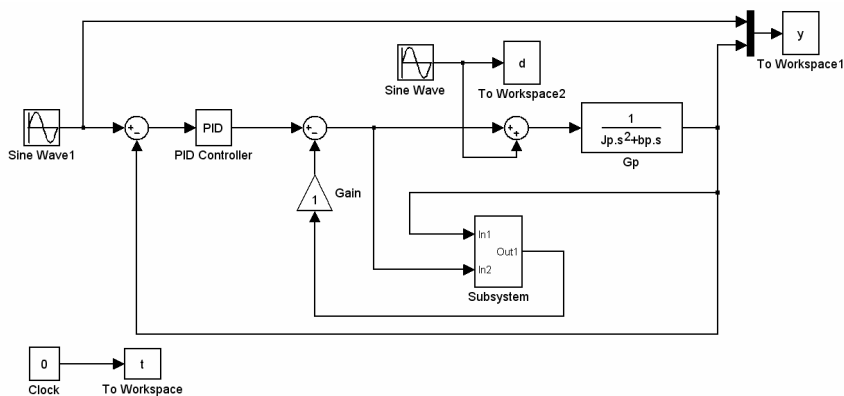 y
To Workspace1
Sine Wave
d
To Workspace2
Sine Wave1
+
−
PID
PID Controller
+
−
+
+
1
Jp.s²+bp.s
Gp
1
Gain
In1
Out1
In2
Subsystem
0
Clock
t
To Workspace